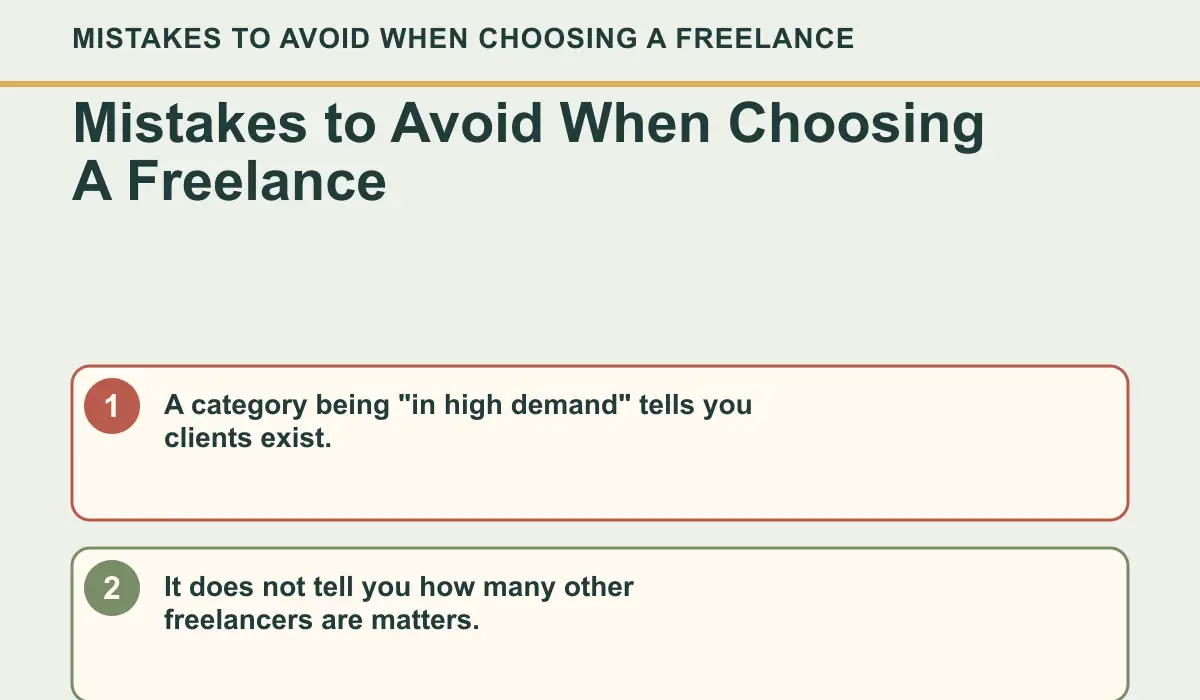 MISTAKES TO AVOID WHEN CHOOSING A FREELANCE
Mistakes to Avoid When Choosing
A Freelance
1
A category being "in high demand" tells you
clients exist.
2
It does not tell you how many other
freelancers are matters.